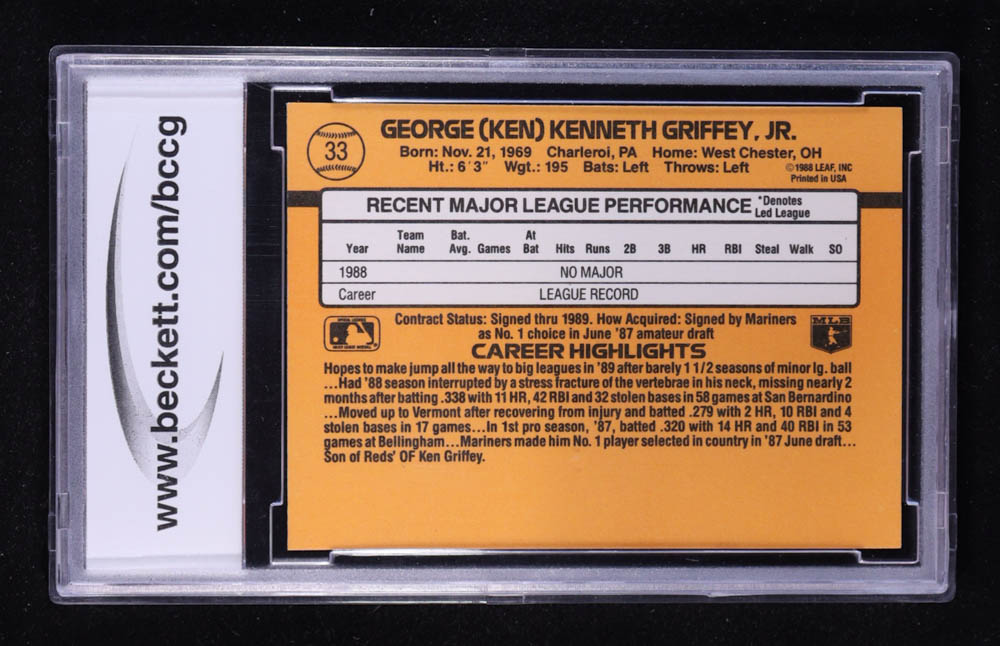 www.beckett.com/bccg
33
GEORGE (KEN) KENNETH GRIFFEY, JR.
Born: Nov. 21, 1969 Charleroi, PA Home: West Chester, OH
Ht.: 6'3" Wgt.: 195 Bats: Left Throws: Left
©1988 LEAF, INC
Printed in USA
RECENT MAJOR LEAGUE PERFORMANCE *Denotes Led League
Year Team Name Bat. Avg. Games At Bat Hits Runs 2B 3B HR RBI Steal Walk SO
1988 NO MAJOR
Career LEAGUE RECORD
Contract Status: Signed thru 1989. How Acquired: Signed by Mariners
as No. 1 choice in June '87 amateur draft
MLB
CAREER HIGHLIGHTS
Hopes to make jump all the way to big leagues in '89 after barely 1 1/2 seasons of minor lg. ball
...Had '88 season interrupted by a stress fracture of the vertebrae in his neck, missing nearly 2
months after batting .338 with 11 HR, 42 RBI and 32 stolen bases in 58 games at San Bernardino
...Moved up to Vermont after recovering from injury and batted .279 with 2 HR, 10 RBI and 4
stolen bases in 17 games...In 1st pro season, '87, batted .320 with 14 HR and 40 RBI in 53
games at Bellingham...Mariners made him No. 1 player selected in country in '87 June draft...
Son of Reds' OF Ken Griffey.